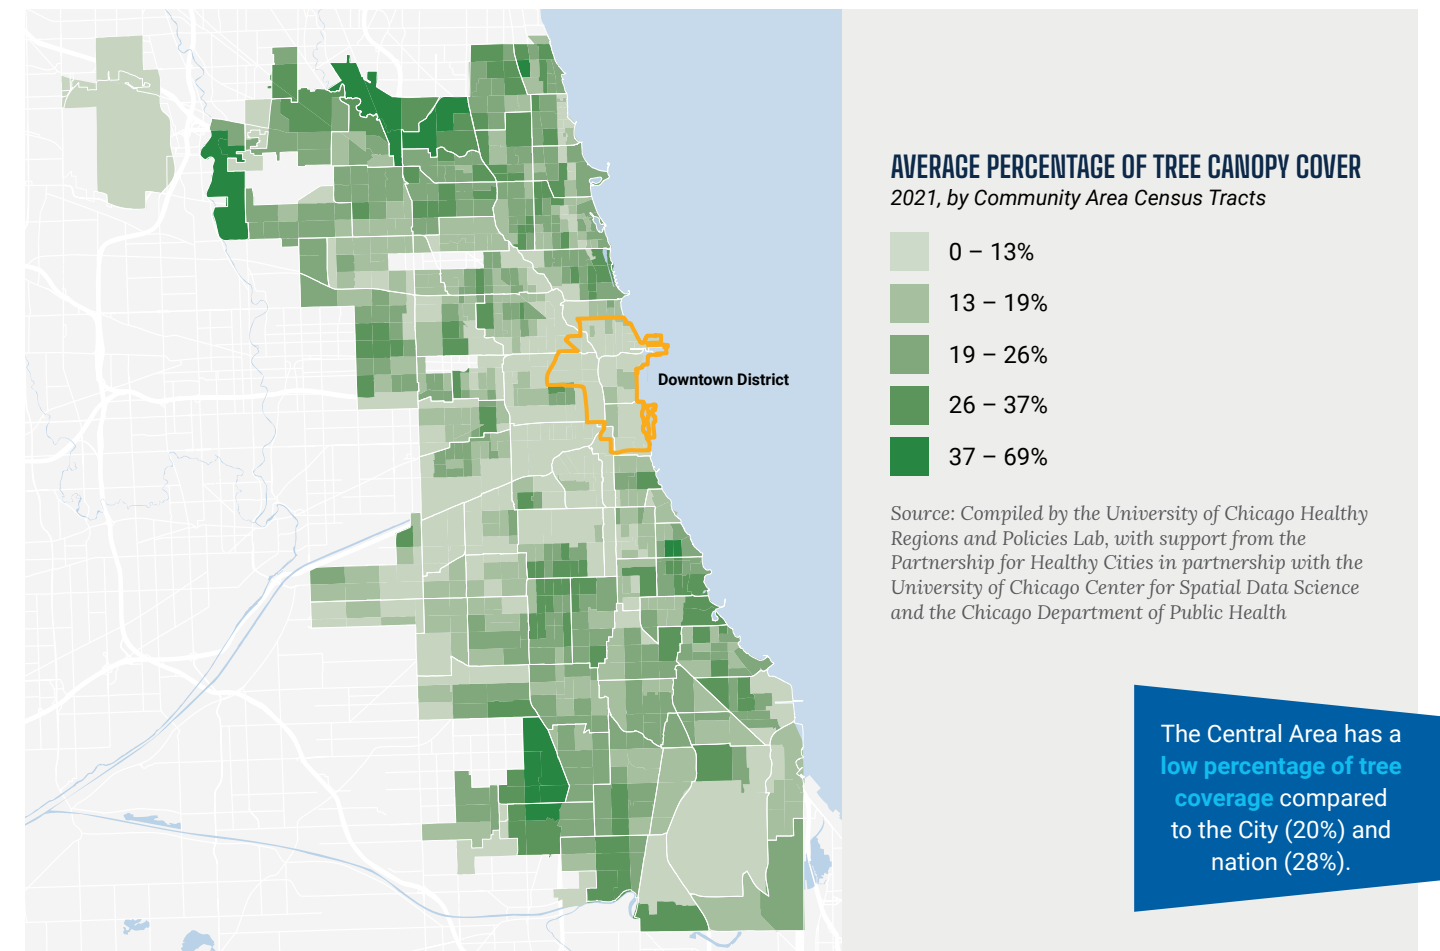 Downtown District
AVERAGE PERCENTAGE OF TREE CANOPY COVER
2021, by Community Area Census Tracts
0 – 13%
13 – 19%
19 – 26%
26 – 37%
37 – 69%
Source: Compiled by the University of Chicago Healthy
Regions and Policies Lab, with support from the
Partnership for Healthy Cities in partnership with the
University of Chicago Center for Spatial Data Science
and the Chicago Department of Public Health
The Central Area has a
low percentage of tree
coverage compared
to the City (20%) and
nation (28%).